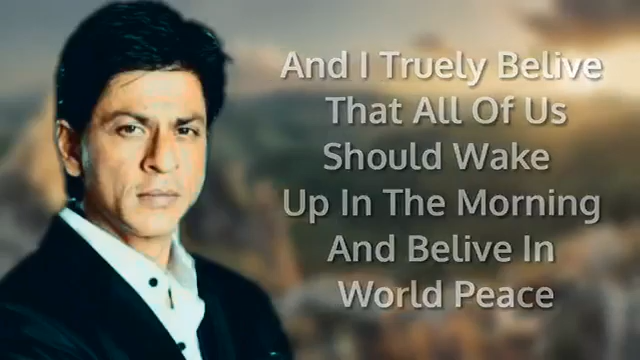 And I Truely Belive
That All Of Us
Should Wake
Up In The Morning
And Belive In
World Peace